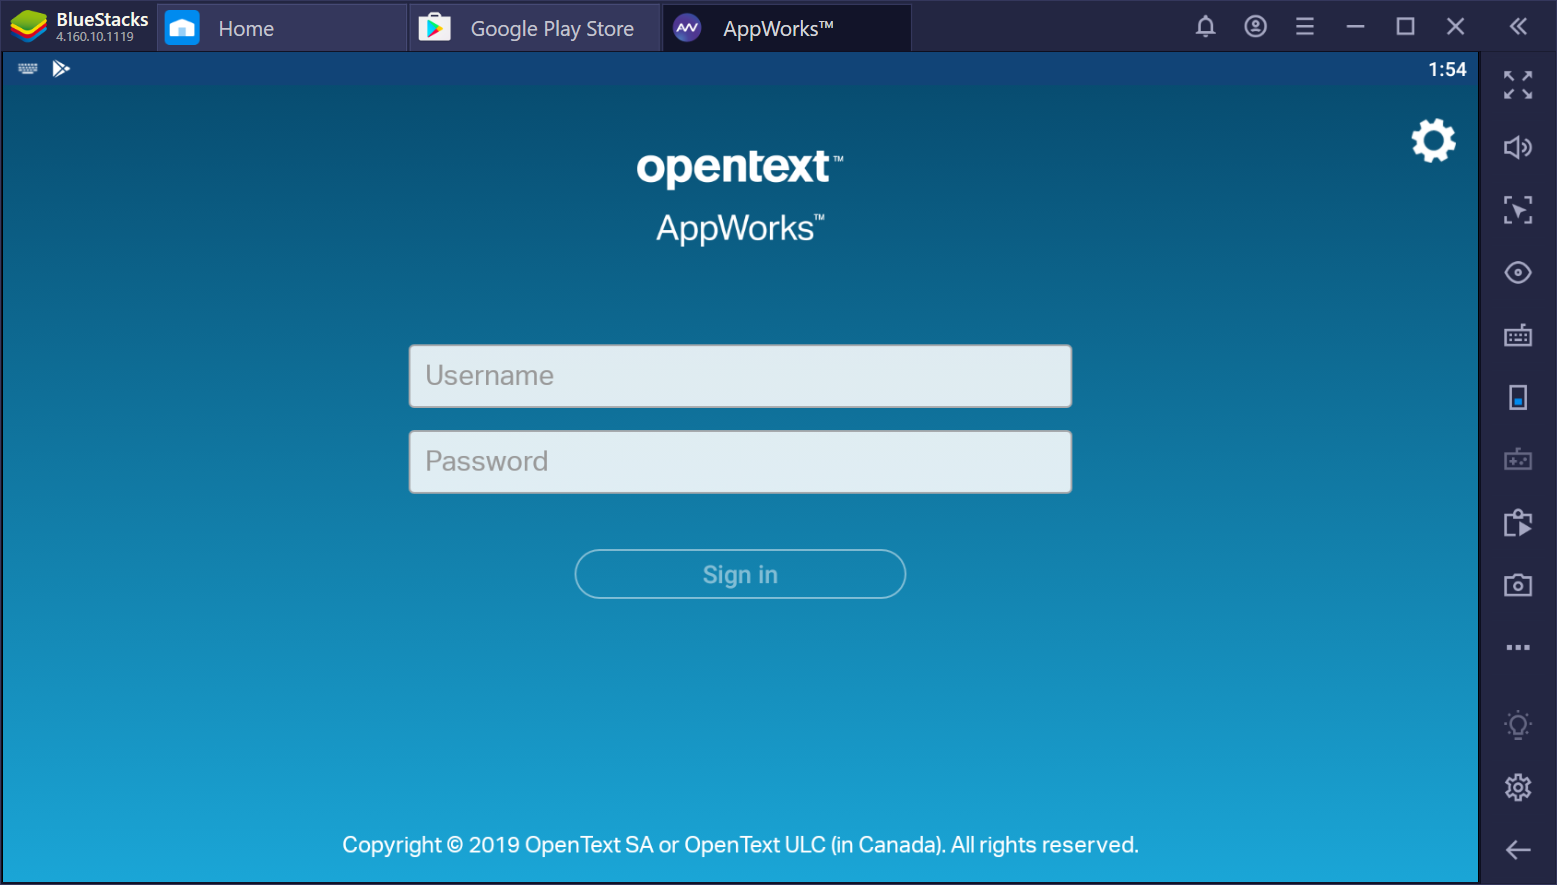 BlueStacks
4.160.10.1119
Home
Google Play Store
AppWorks™
1:54
opentext™
AppWorks™
Username
Password
Sign in
Copyright © 2019 OpenText SA or OpenText ULC (in Canada). All rights reserved.